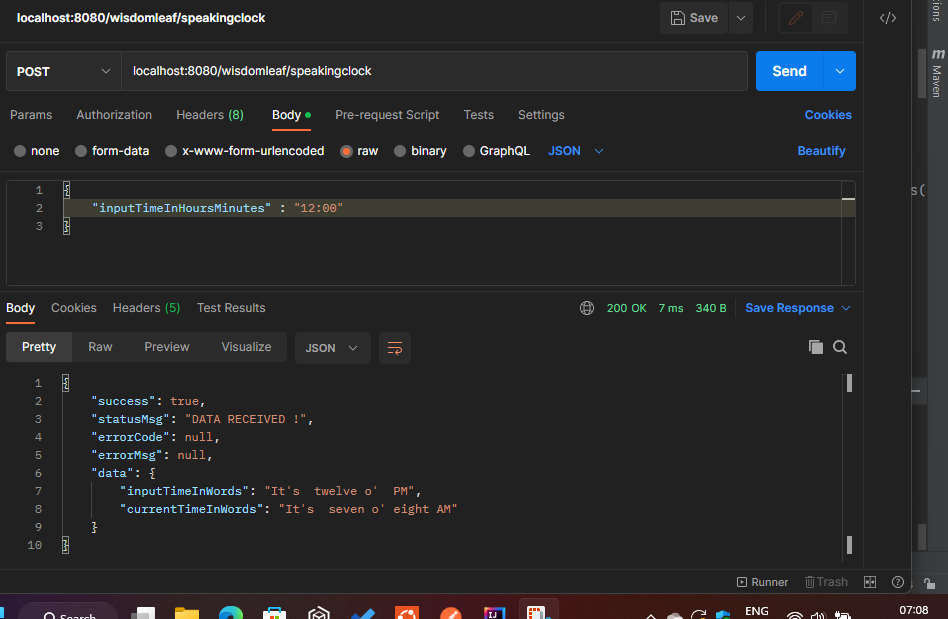 localhost:8080/wisdomleaf/speakingclock
Save
POST
localhost:8080/wisdomleaf/speakingclock
Send
Params Authorization Headers (8) Body Pre-request Script Tests Settings Cookies
none form-data x-www-form-urlencoded raw binary GraphQL JSON Beautify
1 {
2 "inputTimeInHoursMinutes" : "12:00"
3 }
Body Cookies Headers (5) Test Results 200 OK 7 ms 340 B Save Response
Pretty Raw Preview Visualize JSON
1 {
2 "success": true,
3 "statusMsg": "DATA RECEIVED !",
4 "errorCode": null,
5 "errorMsg": null,
6 "data": {
7 "inputTimeInWords": "It's  twelve o'  PM",
8 "currentTimeInWords": "It's  seven o' eight AM"
9 }
10 }
Runner Trash
m
Maven
s(
Search
IJ
ENG
07:08